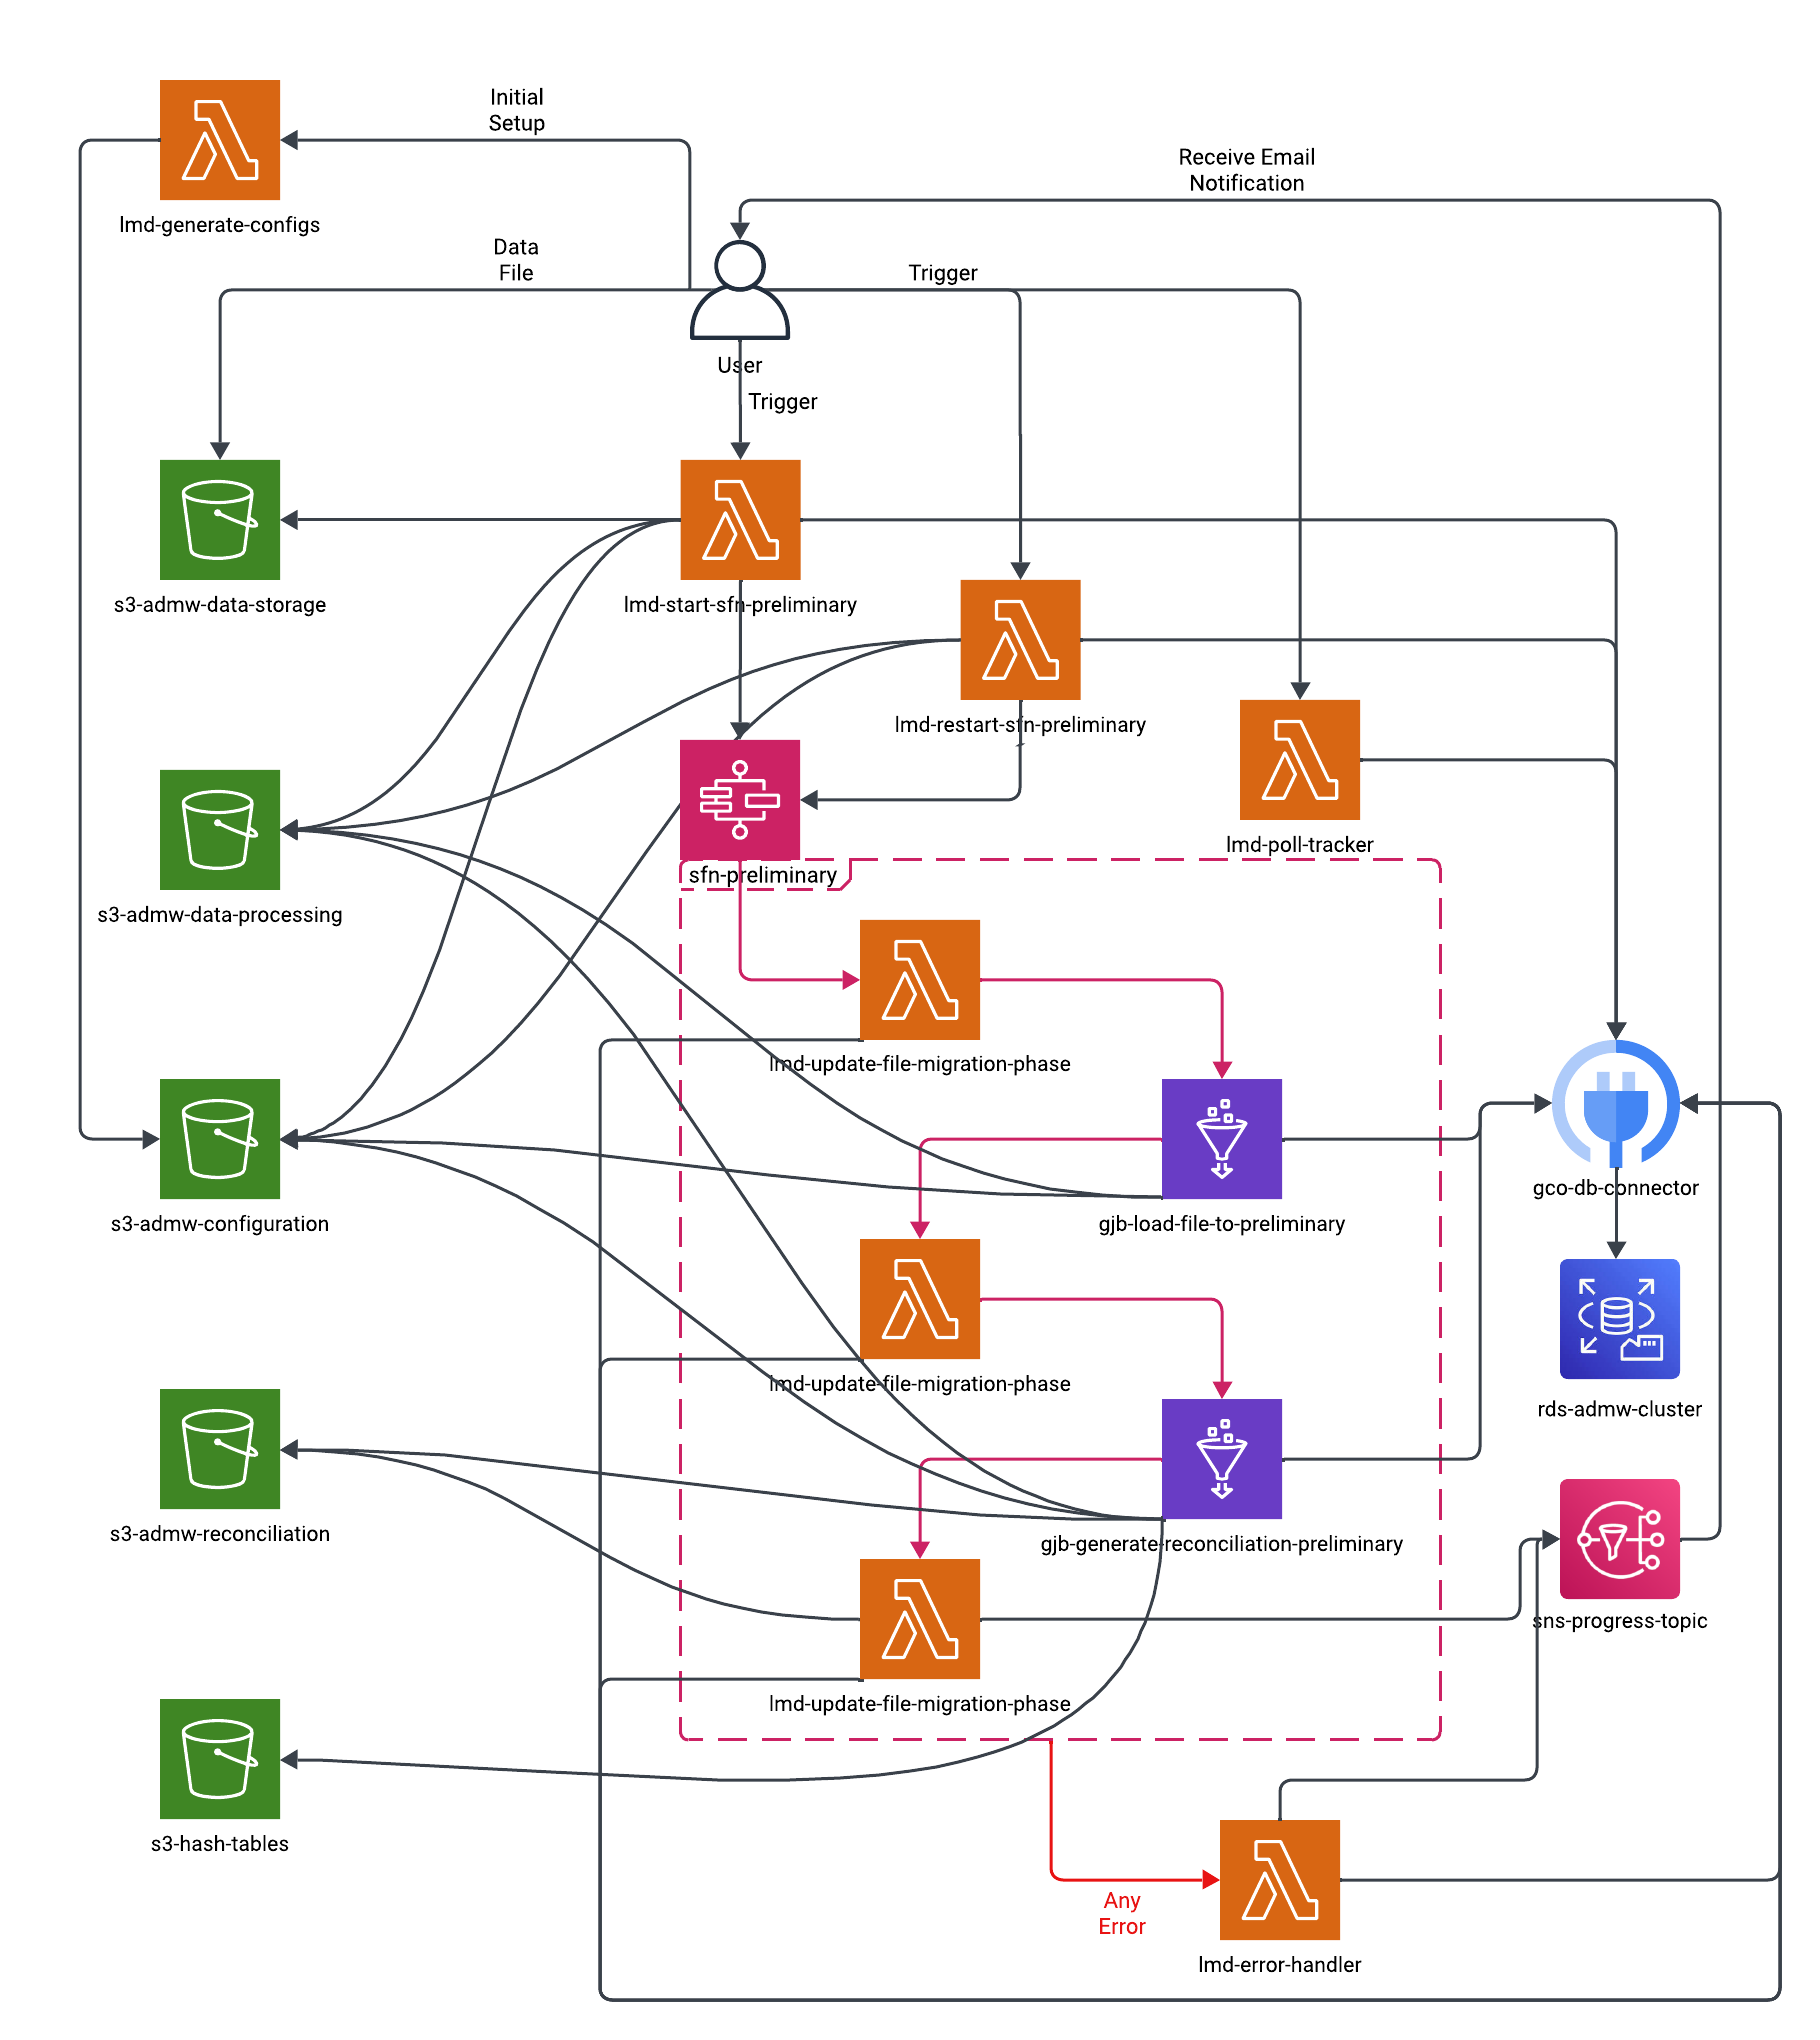 Initial
Setup
Receive Email
Notification
lmd-generate-configs
Data
File
Trigger
User
Trigger
s3-admw-data-storage
lmd-start-sfn-preliminary
lmd-restart-sfn-preliminary
lmd-poll-tracker
sfn-preliminary
s3-admw-data-processing
lmd-update-file-migration-phase
gco-db-connector
s3-admw-configuration
gjb-load-file-to-preliminary
lmd-update-file-migration-phase
rds-admw-cluster
s3-admw-reconciliation
gjb-generate-reconciliation-preliminary
sns-progress-topic
lmd-update-file-migration-phase
s3-hash-tables
Any
Error
lmd-error-handler